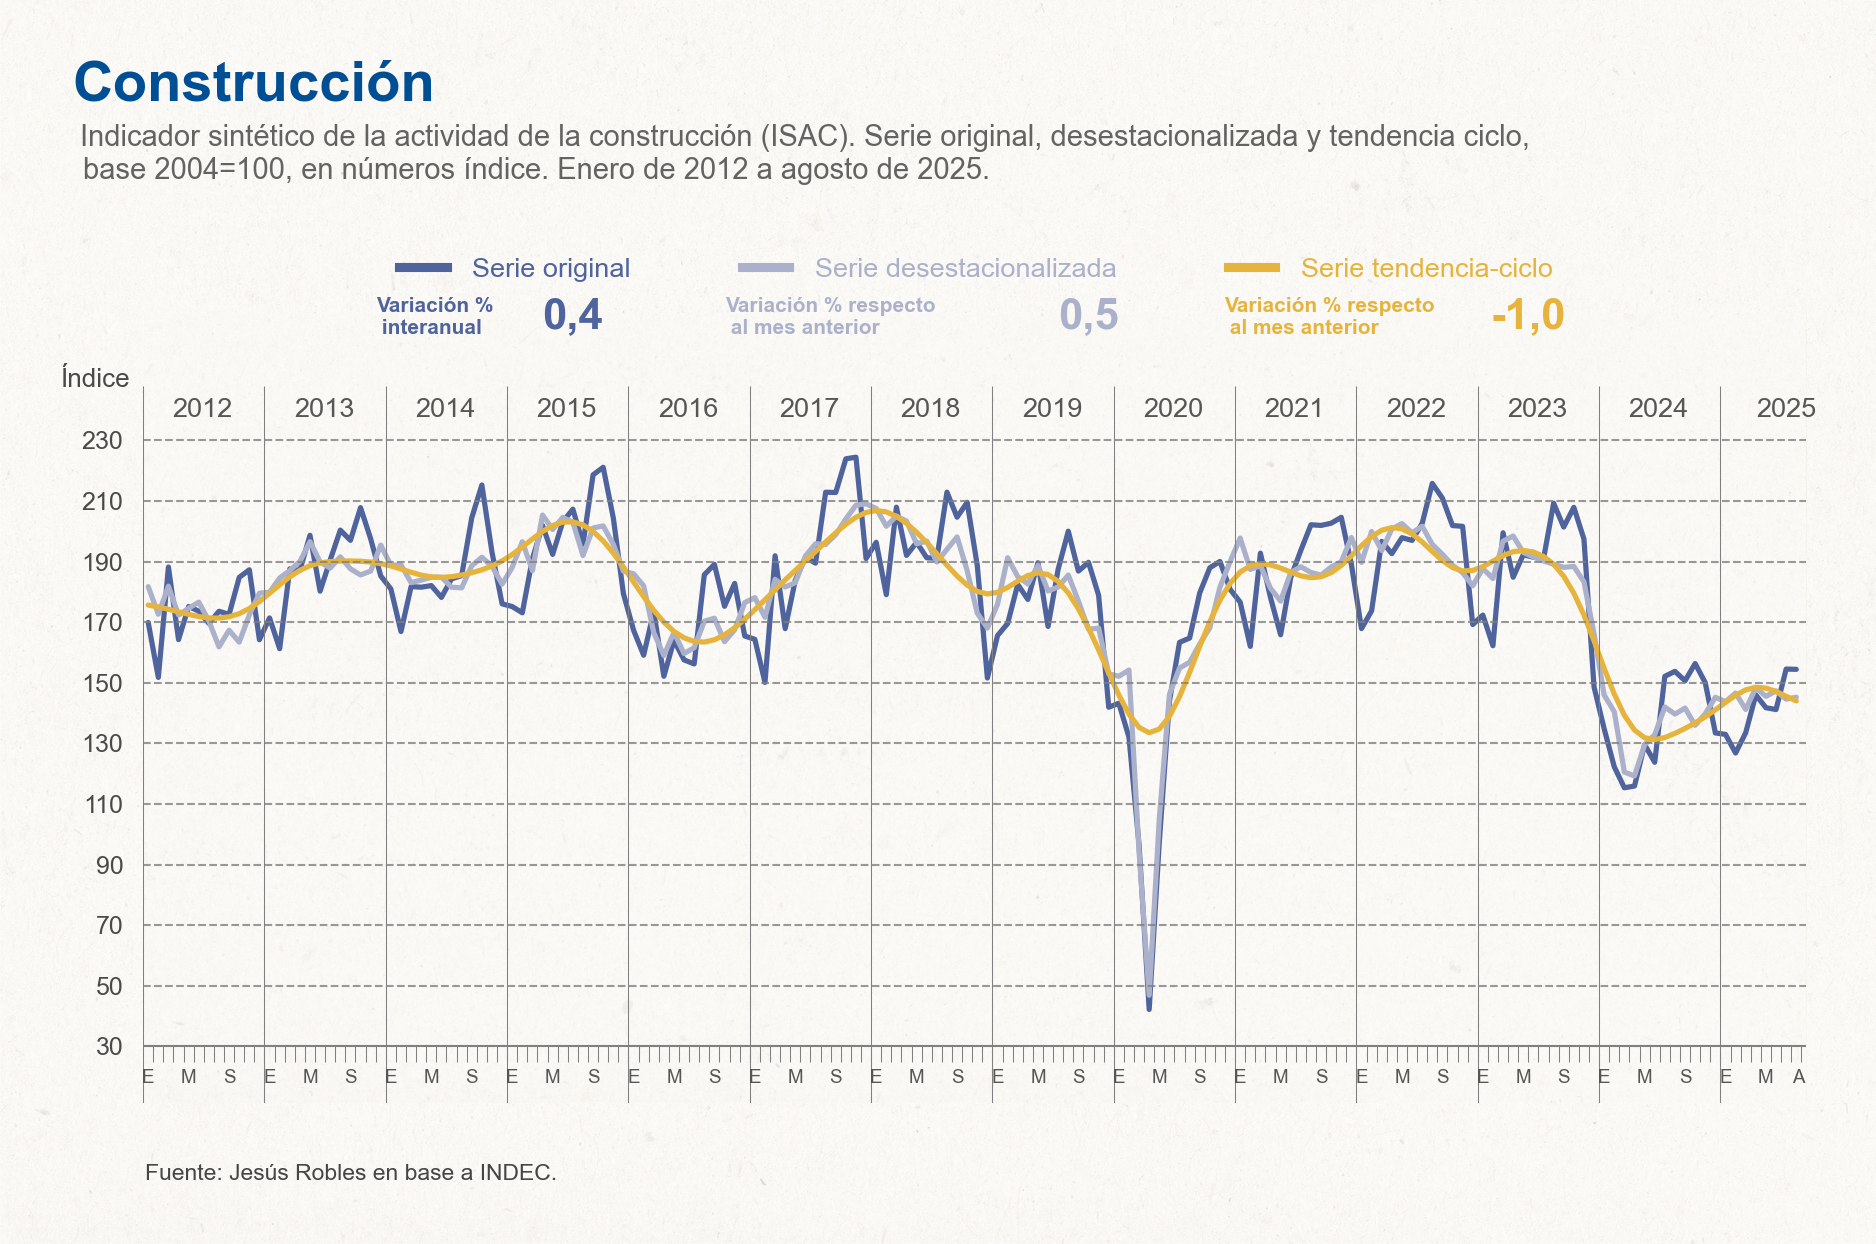 Construcción
Indicador sintético de la actividad de la construcción (ISAC). Serie original, desestacionalizada y tendencia ciclo,
base 2004=100, en números índice. Enero de 2012 a agosto de 2025.
Serie original Serie desestacionalizada Serie tendencia-ciclo
Variación % interanual 0,4
Variación % respecto al mes anterior 0,5
Variación % respecto al mes anterior -1,0
Índice
2012 2013 2014 2015 2016 2017 2018 2019 2020 2021 2022 2023 2024 2025
230
210
190
170
150
130
110
90
70
50
30
E M S E M S E M S E M S E M S E M S E M S E M S E M S E M S E M S E M S E M S E M A
Fuente: Jesús Robles en base a INDEC.